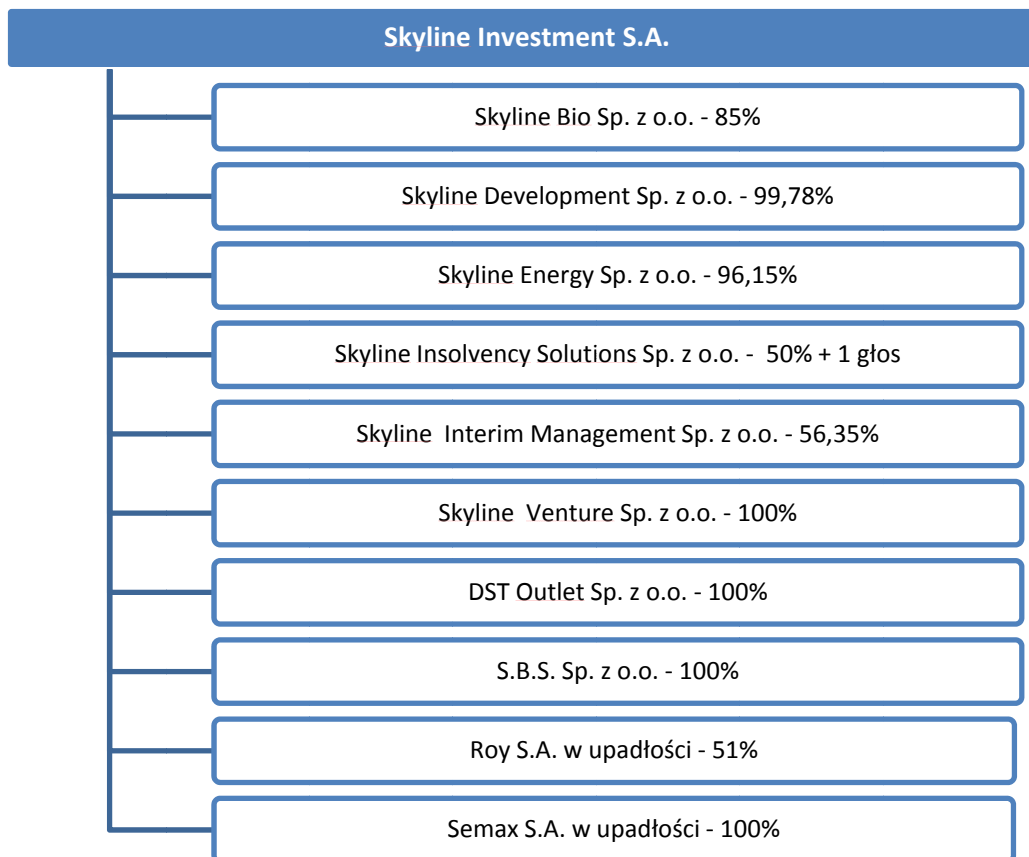 Skyline Investment S.A.
Skyline Bio Sp. z o.o. - 85%
Skyline Development Sp. z o.o. - 99,78%
Skyline Energy Sp. z o.o. - 96,15%
Skyline Insolvency Solutions Sp. z o.o. - 50% + 1 głos
Skyline Interim Management Sp. z o.o. - 56,35%
Skyline Venture Sp. z o.o. - 100%
DST Outlet Sp. z o.o. - 100%
S.B.S. Sp. z o.o. - 100%
Roy S.A. w upadłości - 51%
Semax S.A. w upadłości - 100%